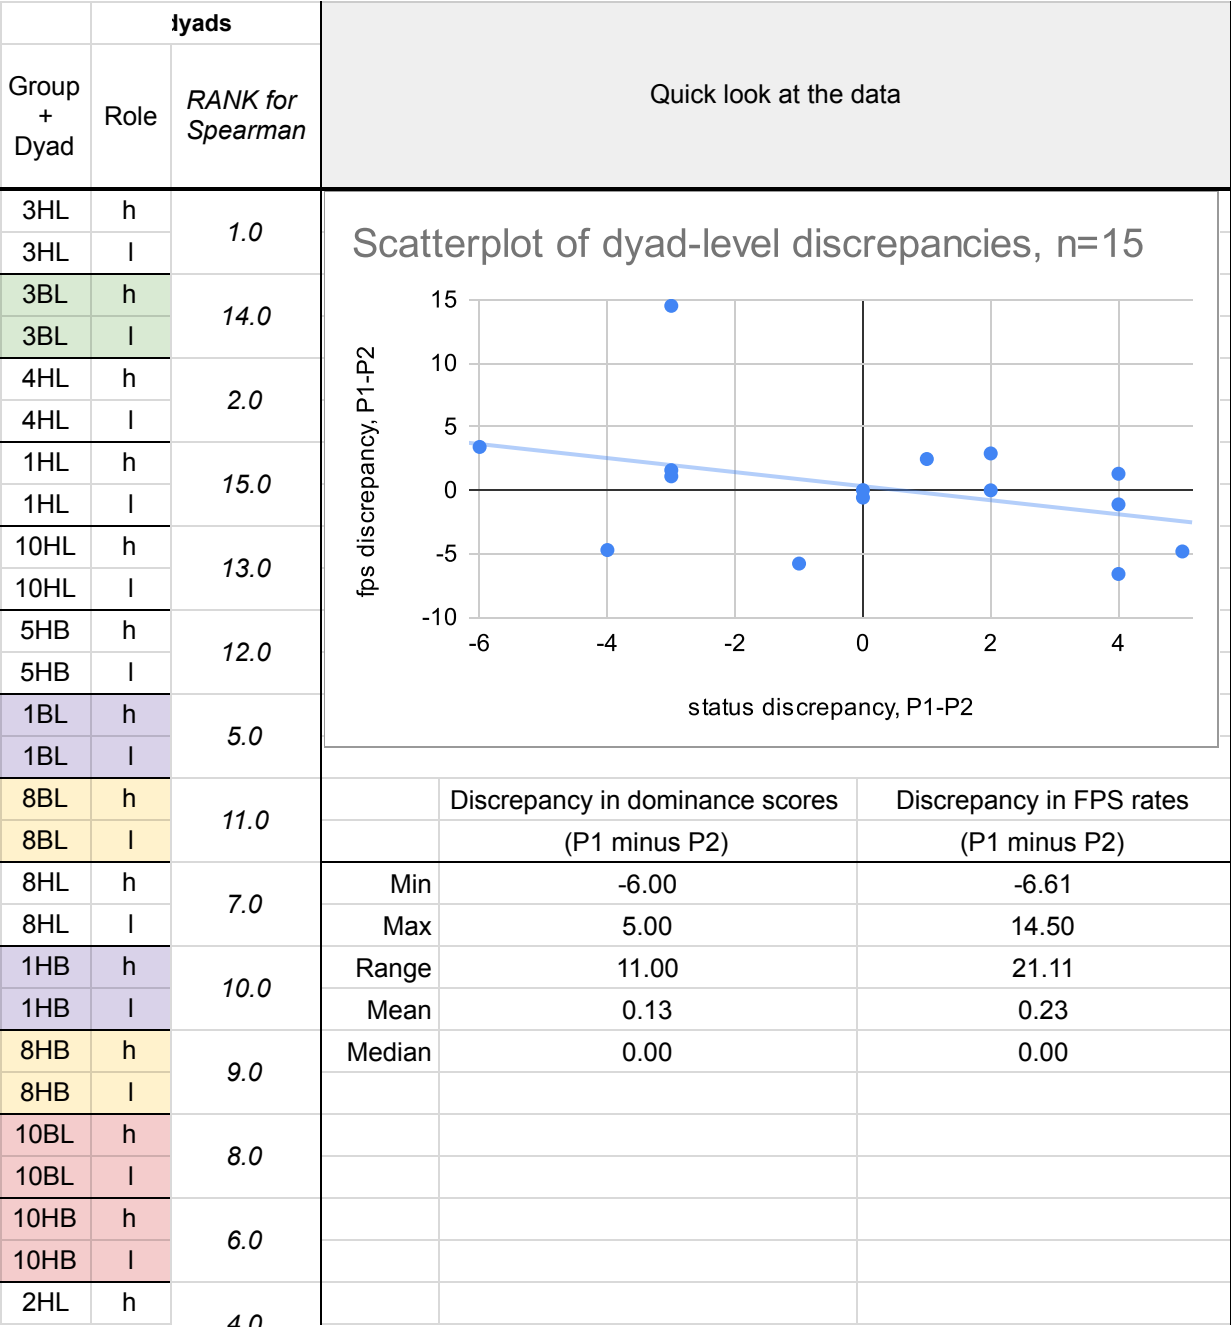 dyads
Group + Dyad Role RANK for Spearman Quick look at the data
3HL h 1.0
3HL l
3BL h 14.0
3BL l
4HL h 2.0
4HL l
1HL h 15.0
1HL l
10HL h 13.0
10HL l
5HB h 12.0
5HB l
1BL h 5.0
1BL l
8BL h 11.0
8BL l
8HL h 7.0
8HL l
1HB h 10.0
1HB l
8HB h 9.0
8HB l
10BL h 8.0
10BL l
10HB h 6.0
10HB l
2HL h 4.0
Scatterplot of dyad-level discrepancies, n=15
fps discrepancy, P1-P2
15
10
5
0
-5
-10
-6 -4 -2 0 2 4
status discrepancy, P1-P2
Discrepancy in dominance scores Discrepancy in FPS rates
(P1 minus P2) (P1 minus P2)
Min -6.00 -6.61
Max 5.00 14.50
Range 11.00 21.11
Mean 0.13 0.23
Median 0.00 0.00